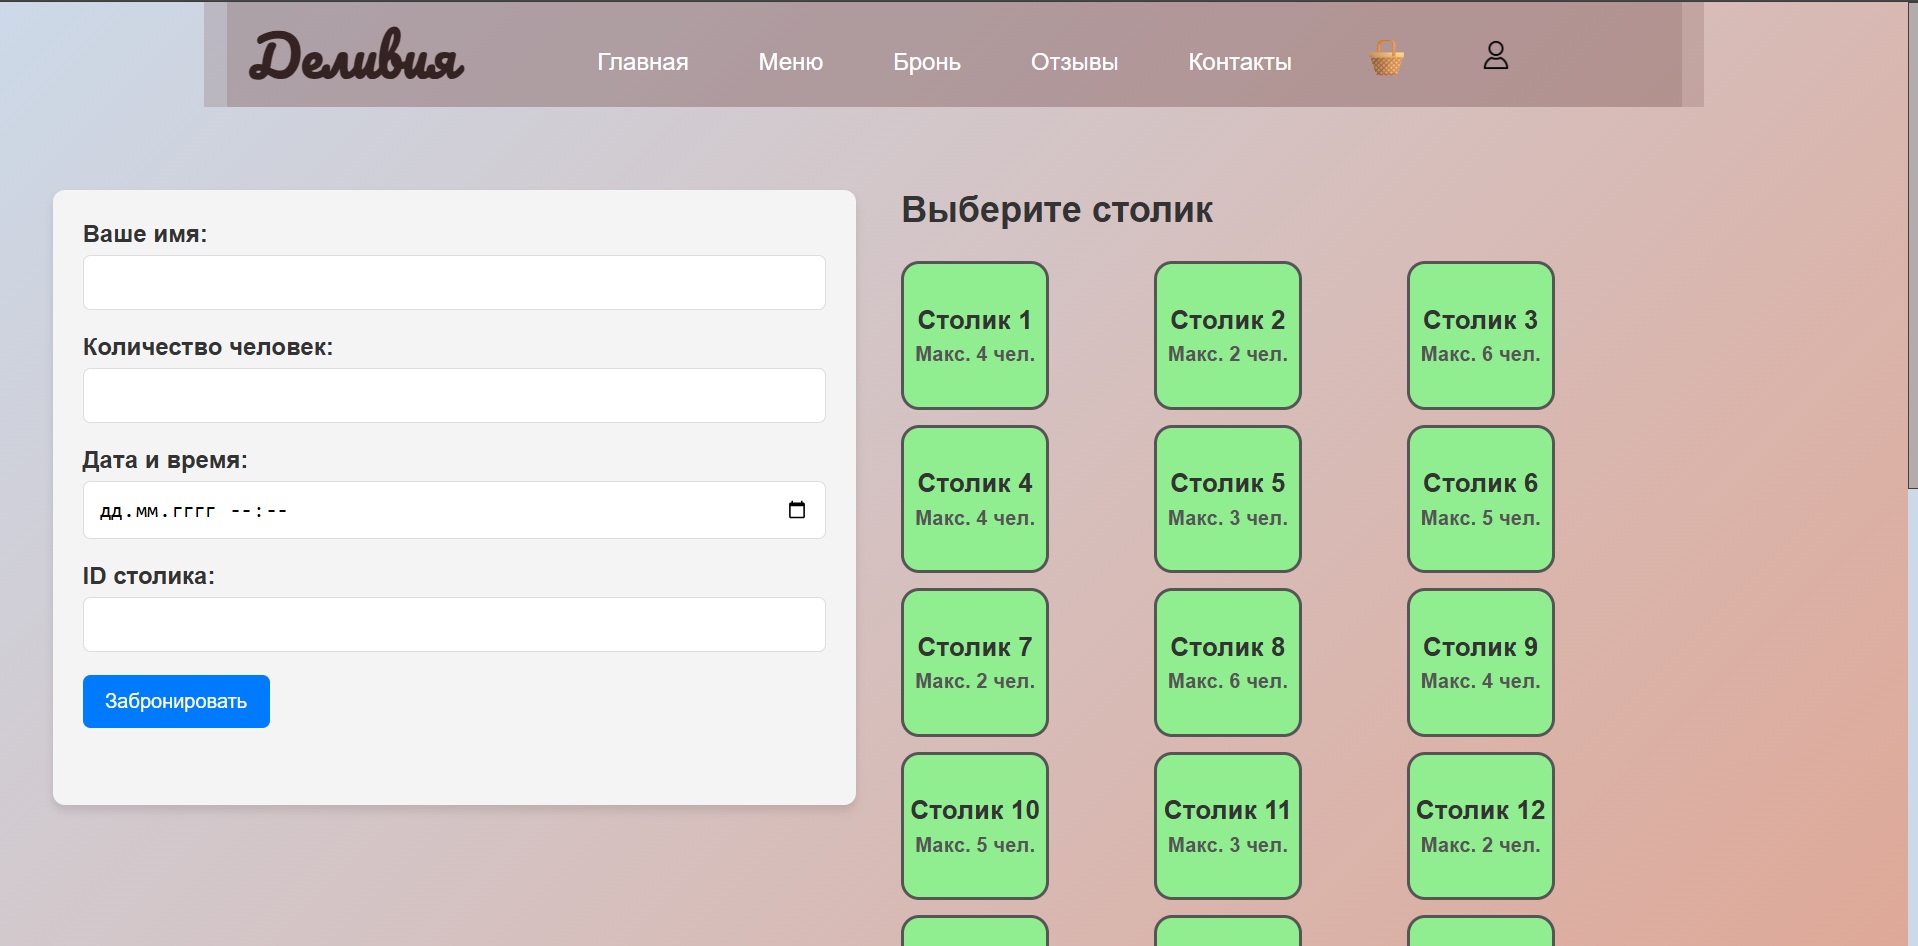 Деливия
Главная Меню Бронь Отзывы Контакты
Ваше имя:
Количество человек:
Дата и время:
дд.мм.гггг --:--
ID столика:
Забронировать
Выберите столик
Столик 1
Макс. 4 чел.
Столик 2
Макс. 2 чел.
Столик 3
Макс. 6 чел.
Столик 4
Макс. 4 чел.
Столик 5
Макс. 3 чел.
Столик 6
Макс. 5 чел.
Столик 7
Макс. 2 чел.
Столик 8
Макс. 6 чел.
Столик 9
Макс. 4 чел.
Столик 10
Макс. 5 чел.
Столик 11
Макс. 3 чел.
Столик 12
Макс. 2 чел.